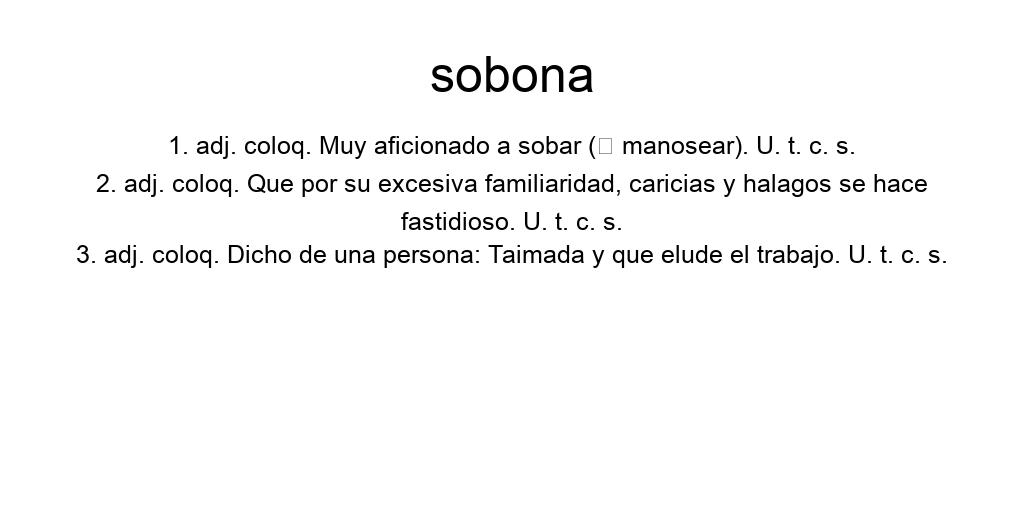 sobona
1. adj. coloq. Muy aficionado a sobar (▯ manosear). U. t. c. s.
2. adj. coloq. Que por su excesiva familiaridad, caricias y halagos se hace
fastidioso. U. t. c. s.
3. adj. coloq. Dicho de una persona: Taimada y que elude el trabajo. U. t. c. s.